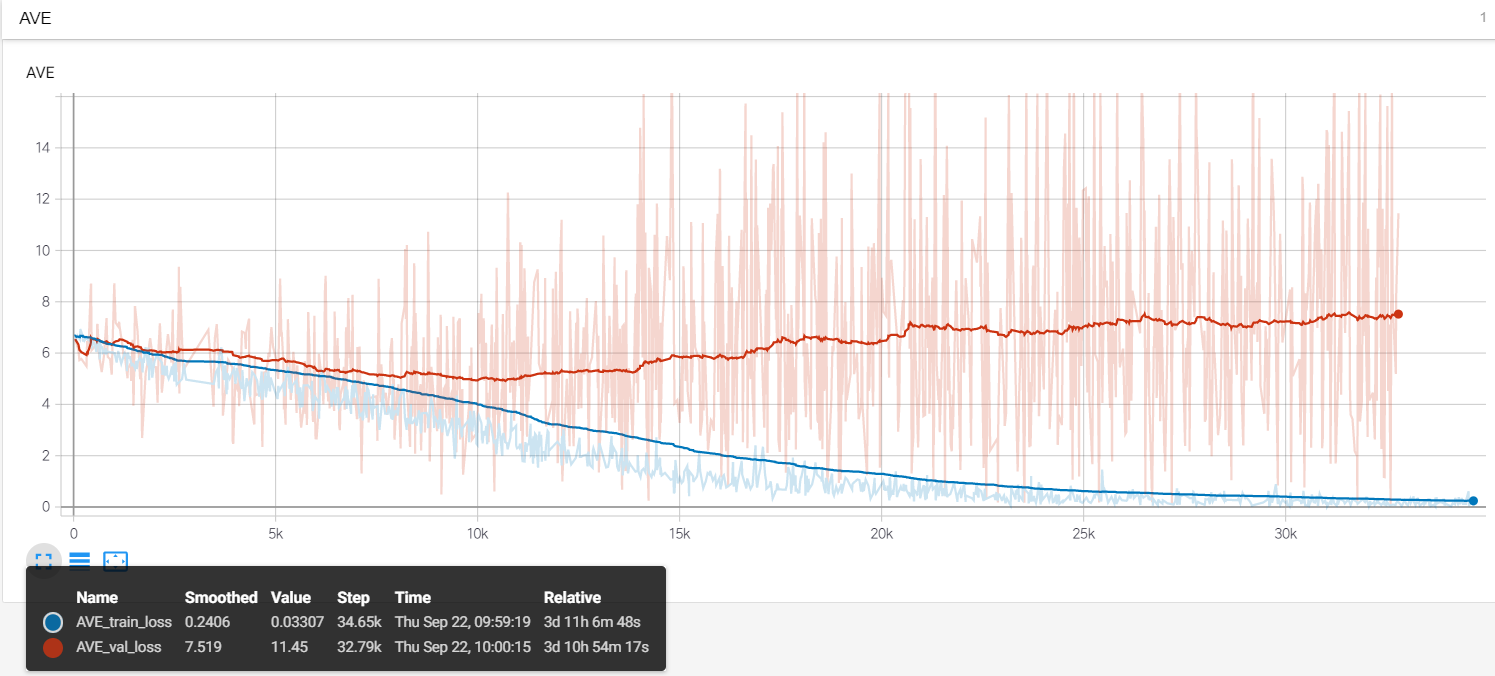 AVE
1
AVE
14
12
10
8
6
4
2
0
0 5k 10k 15k 20k 25k 30k
Name Smoothed Value Step Time Relative
AVE_train_loss 0.2406 0.03307 34.65k Thu Sep 22, 09:59:19 3d 11h 6m 48s
AVE_val_loss 7.519 11.45 32.79k Thu Sep 22, 10:00:15 3d 10h 54m 17s